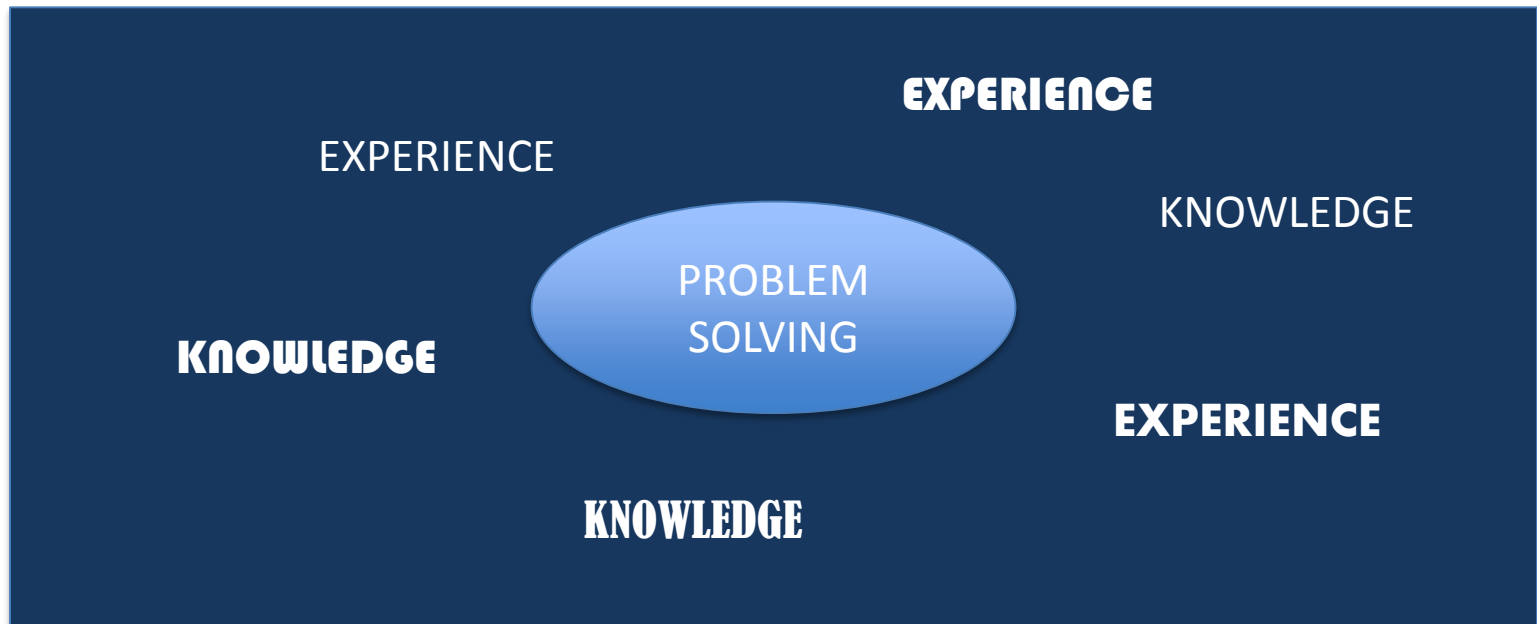 EXPERIENCE
EXPERIENCE
KNOWLEDGE
PROBLEM
SOLVING
KNOWLEDGE
EXPERIENCE
KNOWLEDGE